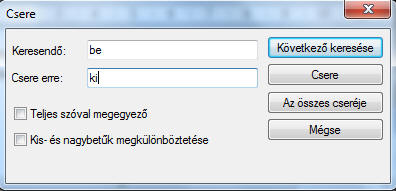 Csere
Keresendő: be
Következő keresése
Csere erre: ki
Csere
Az összes cseréje
Teljes szóval megegyező
Mégse
Kis- és nagybetűk megkülönböztetése